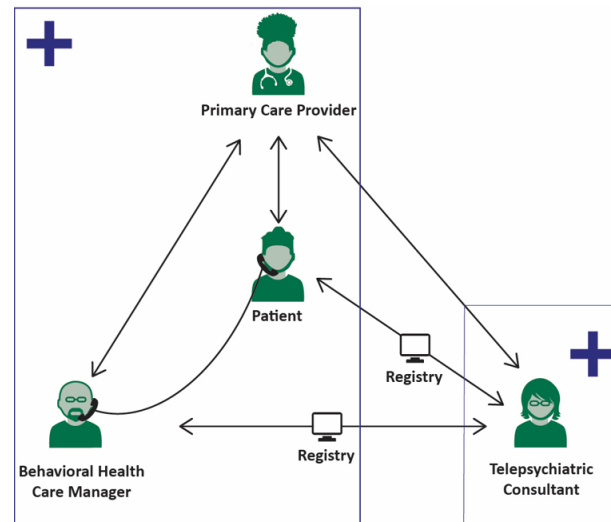 Primary Care Provider
Patient
Registry
Registry
Behavioral Health
Care Manager
Telepsychiatric
Consultant